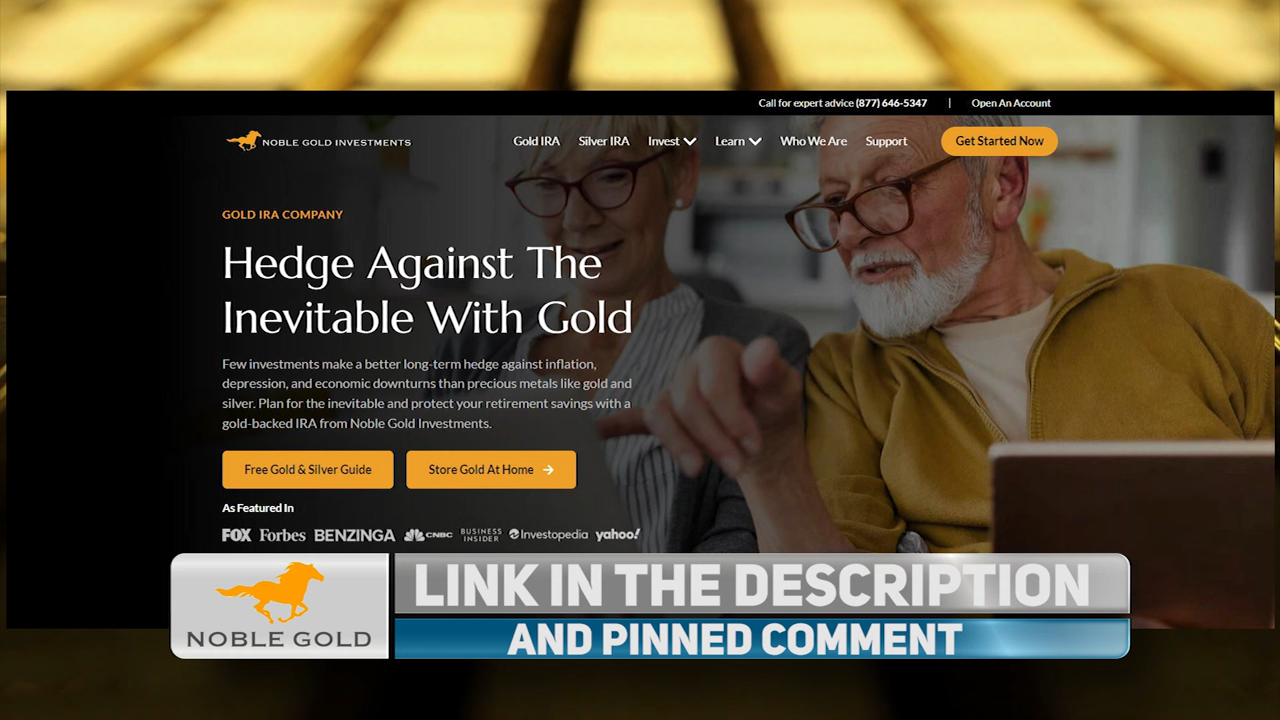 Call for expert advice (877) 646-5347 | Open An Account
NOBLE GOLD INVESTMENTS
Gold IRA Silver IRA Invest Learn Who We Are Support Get Started Now
GOLD IRA COMPANY
Hedge Against The
Inevitable With Gold
Few investments make a better long-term hedge against inflation,
depression, and economic downturns than precious metals like gold and
silver. Plan for the inevitable and protect your retirement savings with a
gold-backed IRA from Noble Gold Investments.
Free Gold & Silver Guide Store Gold At Home
As Featured In
FOX Forbes BENZINGA CNBC BUSINESS INSIDER Investopedia yahoo!
NOBLE GOLD
LINK IN THE DESCRIPTION
AND PINNED COMMENT